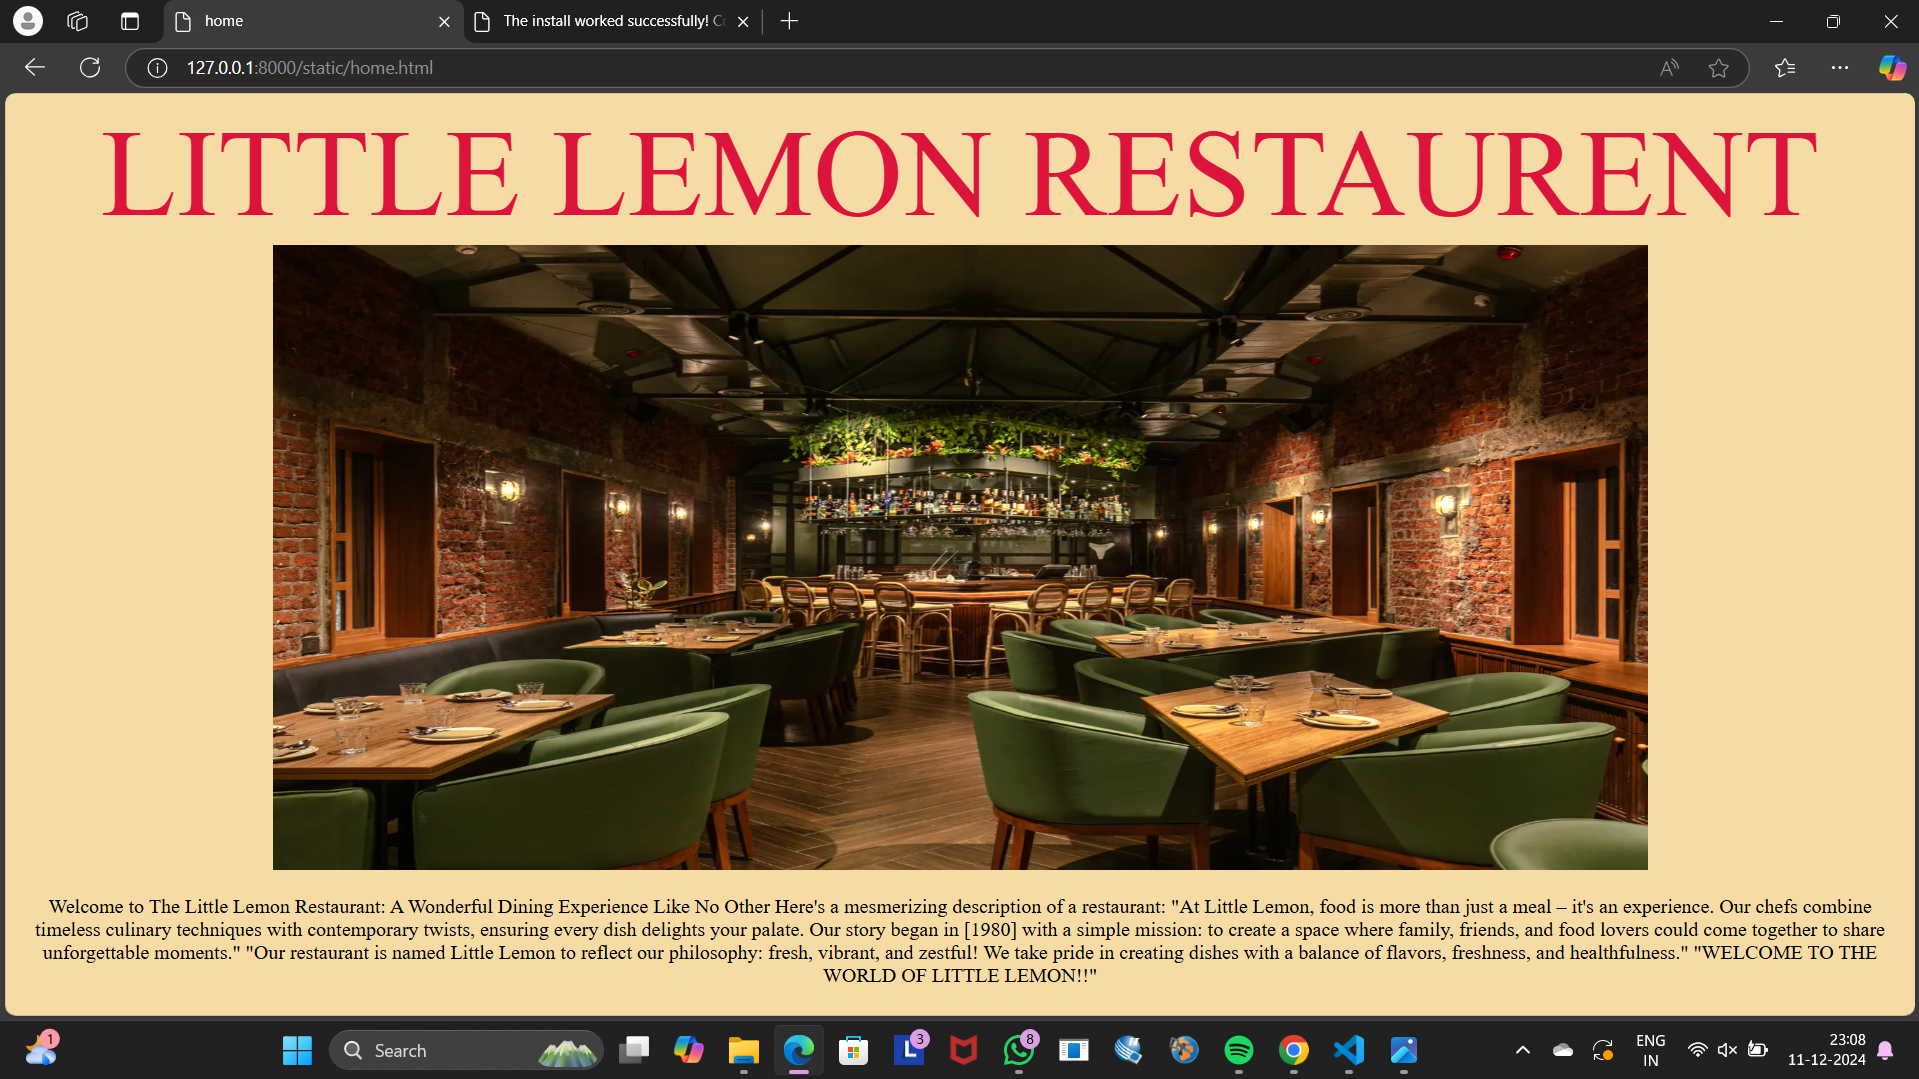 home
The install worked successfully! Co
127.0.0.1:8000/static/home.html
LITTLE LEMON RESTAURENT
Welcome to The Little Lemon Restaurant: A Wonderful Dining Experience Like No Other Here's a mesmerizing description of a restaurant: "At Little Lemon, food is more than just a meal – it's an experience. Our chefs combine
timeless culinary techniques with contemporary twists, ensuring every dish delights your palate. Our story began in [1980] with a simple mission: to create a space where family, friends, and food lovers could come together to share
unforgettable moments." "Our restaurant is named Little Lemon to reflect our philosophy: fresh, vibrant, and zestful! We take pride in creating dishes with a balance of flavors, freshness, and healthfulness." "WELCOME TO THE
WORLD OF LITTLE LEMON!!"
1
Search
L
3
8
ENG
IN
23:08
11-12-2024